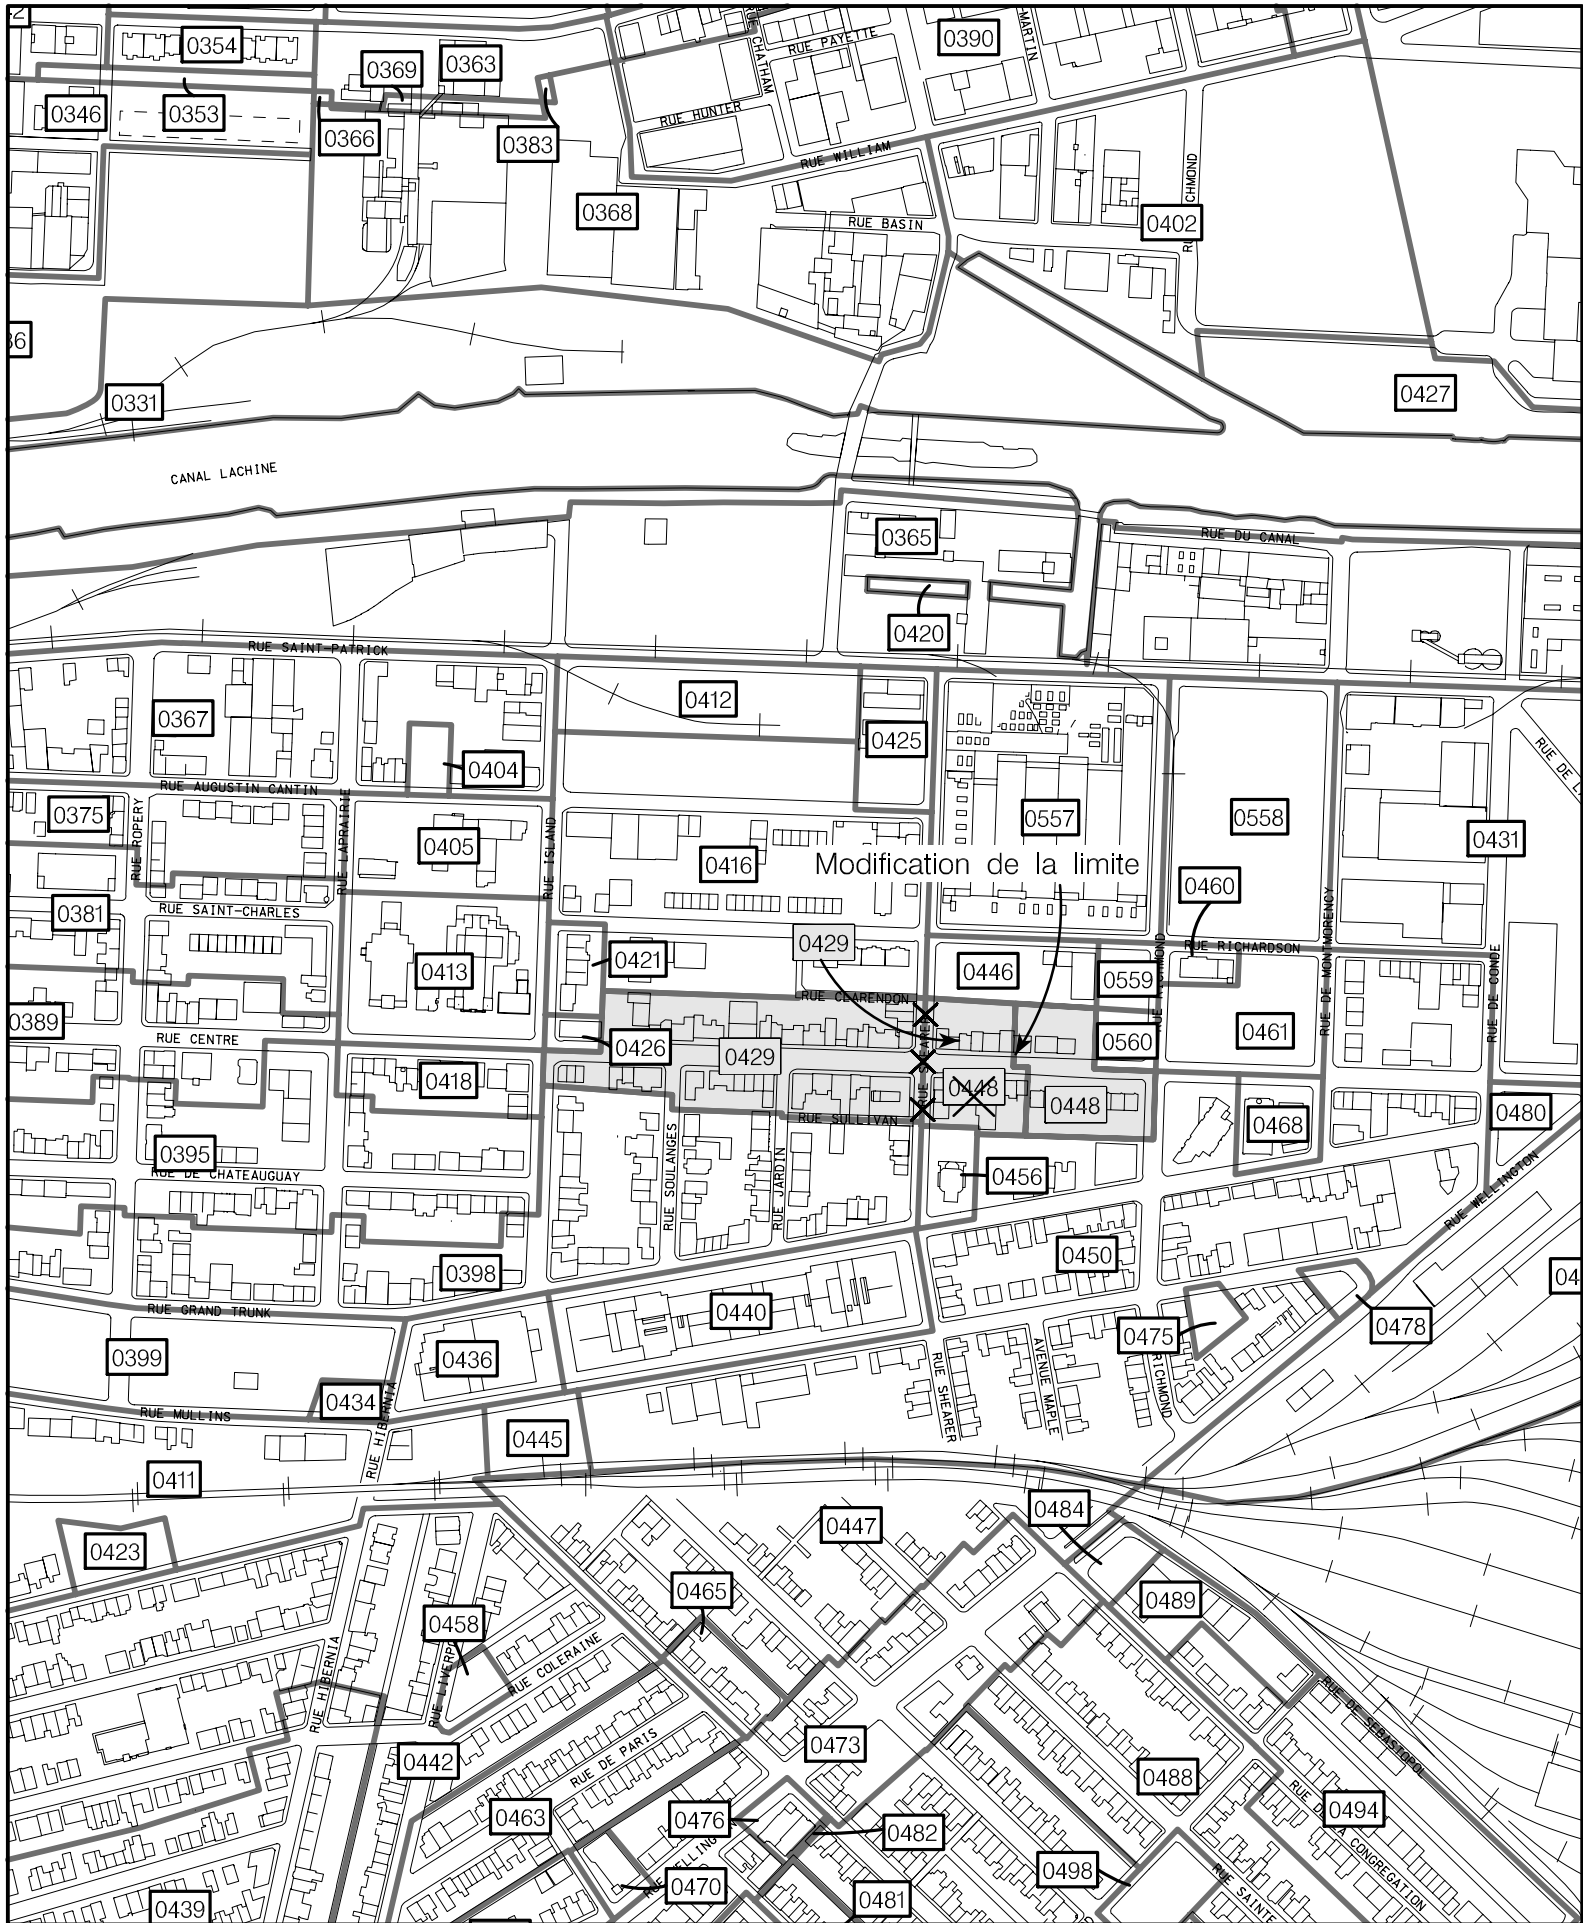 0354
0369
0363
0390
RUE CHATHAM
RUE PAYETTE
0346
0353
0366
0383
RUE HUNTER
RUE WILLIAM
0368
RUE BASIN
0402
0331
0427
CANAL LACHINE
0365
RUE DU CANAL
0420
RUE SAINT-PATRICK
0367
0412
0425
0404
RUE AUGUSTIN CANTIN
0375
RUE ROPERY
RUE LAPRAIRIE
0405
RUE ISLAND
0416
0557
0558
0431
Modification de la limite
0381
RUE SAINT-CHARLES
0460
RUE DE MONTMORENCY
0429
RUE RICHARDSON
0413
0421
0446
0559
RUE DE CONDE
RUE CLARENDON
0389
RUE CENTRE
0426
0429
0560
0461
0418
0448
0448
RUE SULLIVAN
0468
0480
0395
RUE DE CHATEAUGUAY
RUE SOULANGES
RUE JARDIN
0456
RUE WELLINGTON
0450
0398
RUE GRAND TRUNK
0440
0475
0478
0399
0436
0434
RUE MULLINS
RUE HIBERNIA
RUE SHEARER
AVENUE MAPLE
RICHMOND
0445
0411
0423
0447
0484
0465
0489
0458
RUE COLERAINE
RUE HIBERNIA
RUE DE SEBASTOPOL
RUE DE PARIS
0442
0473
0488
0463
0476
0482
0494
RUE DE LA CONGREGATION
0470
0498
0481
0439